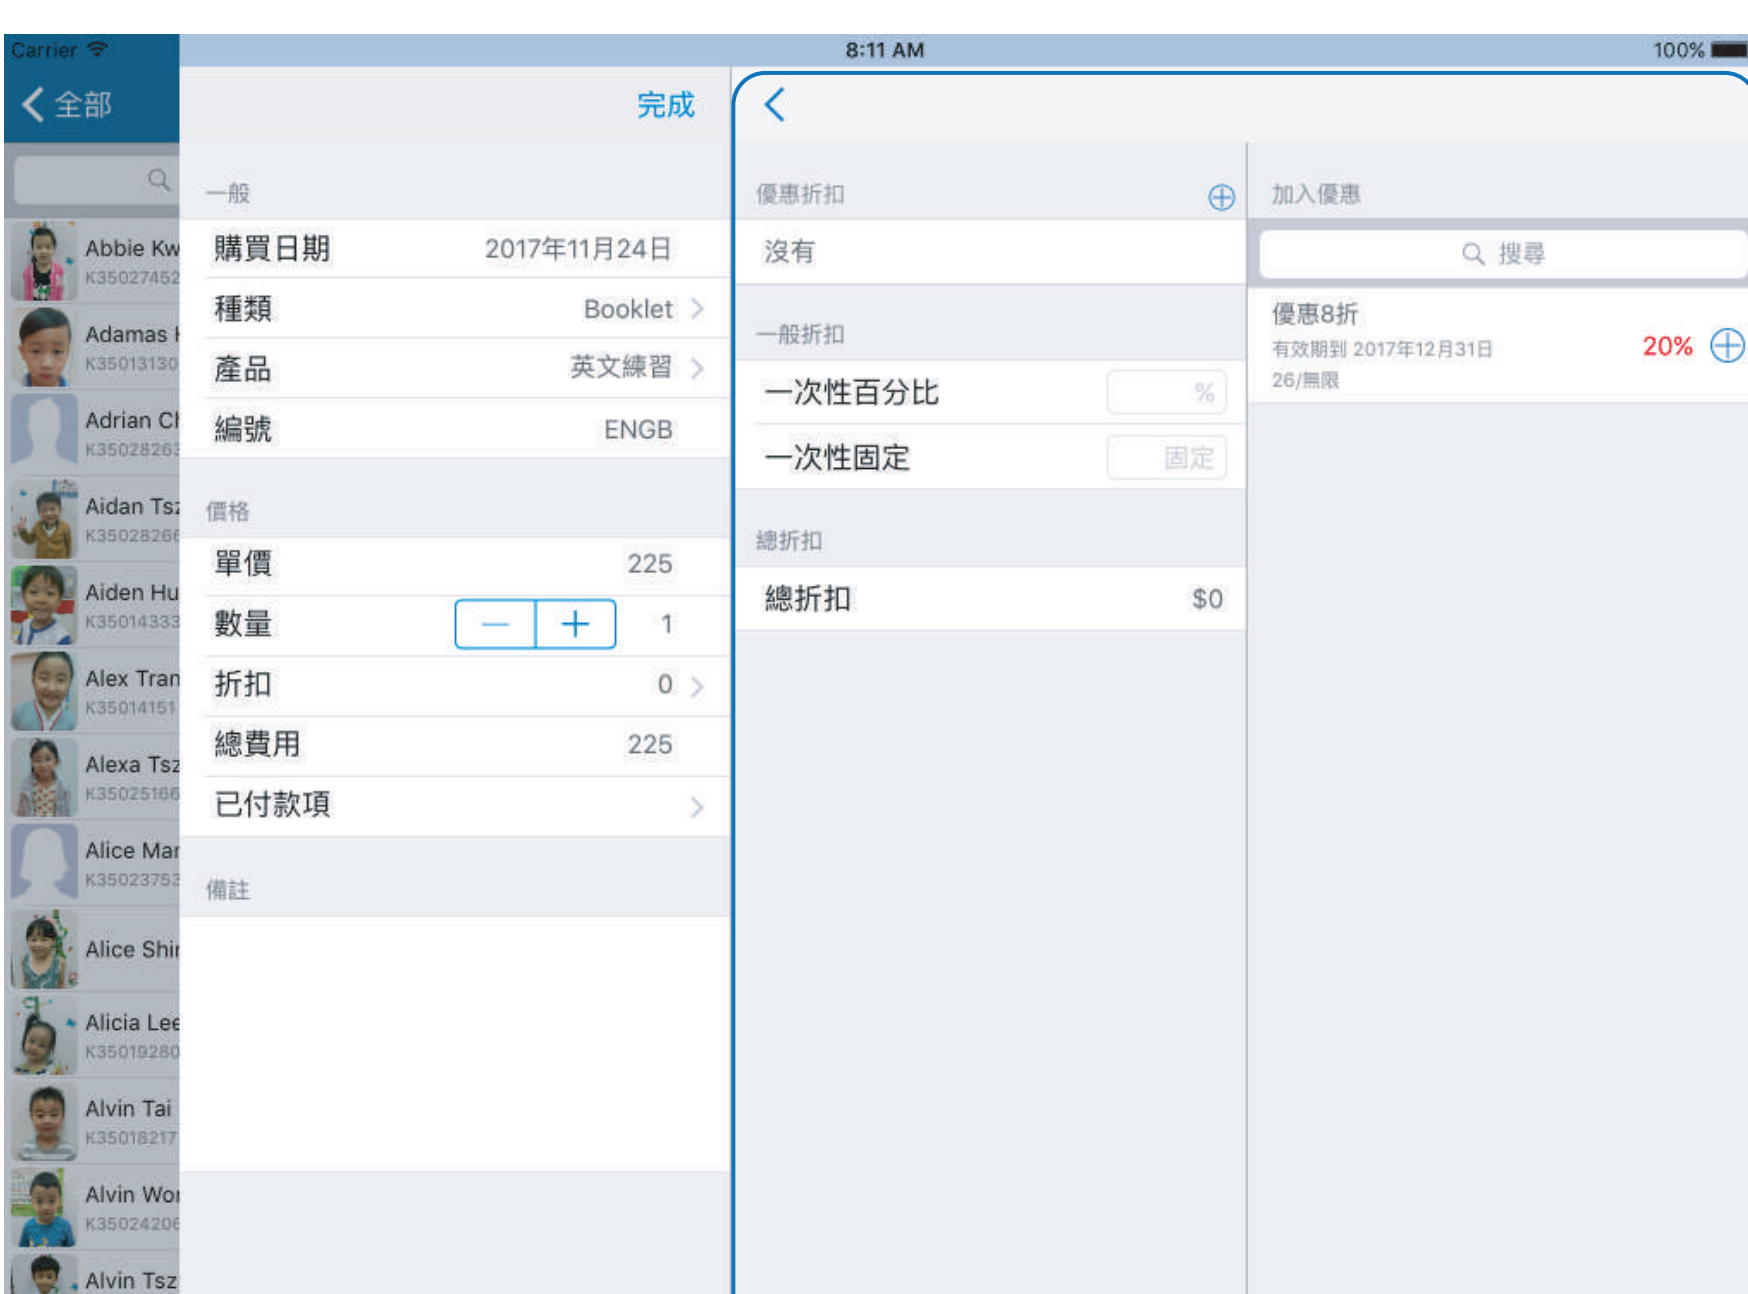 Carrier
8:11 AM
100%
全部
完成
Abbie Kw
K35027452
Adamas
K35013130
Adrian Ch
K35028263
Aidan Tsz
K35028266
Aiden Hu
K35014333
Alex Tran
K35014151
Alexa Tsz
K35025166
Alice Mar
K35023753
Alice Shir
Alicia Lee
K35019280
Alvin Tai
K35018217
Alvin Wor
K35024206
Alvin Tsz
一般
購買日期 2017年11月24日
種類 Booklet
產品 英文練習
編號 ENGB
價格
單價 225
數量 1
折扣 0
總費用 225
已付款項
備註
優惠折扣
沒有
一般折扣
一次性百分比 %
一次性固定 固定
總折扣
總折扣 $0
加入優惠
搜尋
優惠8折
有效期到 2017年12月31日
26/無限
20%